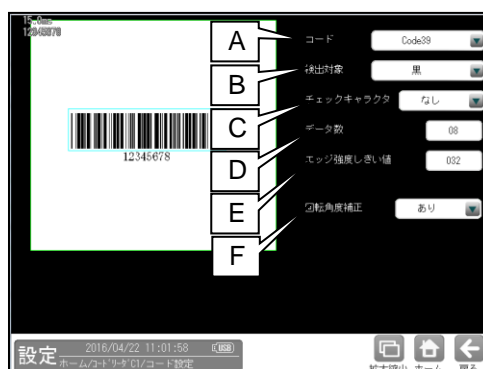 15.0ms
12345678
12345678
A
B
C
D
E
F
コード
Code39
検出対象
黒
チェックキャラクタ
なし
データ数
08
エッジ強度しきい値
032
回転角度補正
あり
設定
2016/04/22 11:01:58
USB
ホーム/コードリーダC1/コード設定
拡大縮小
ホーム
戻る